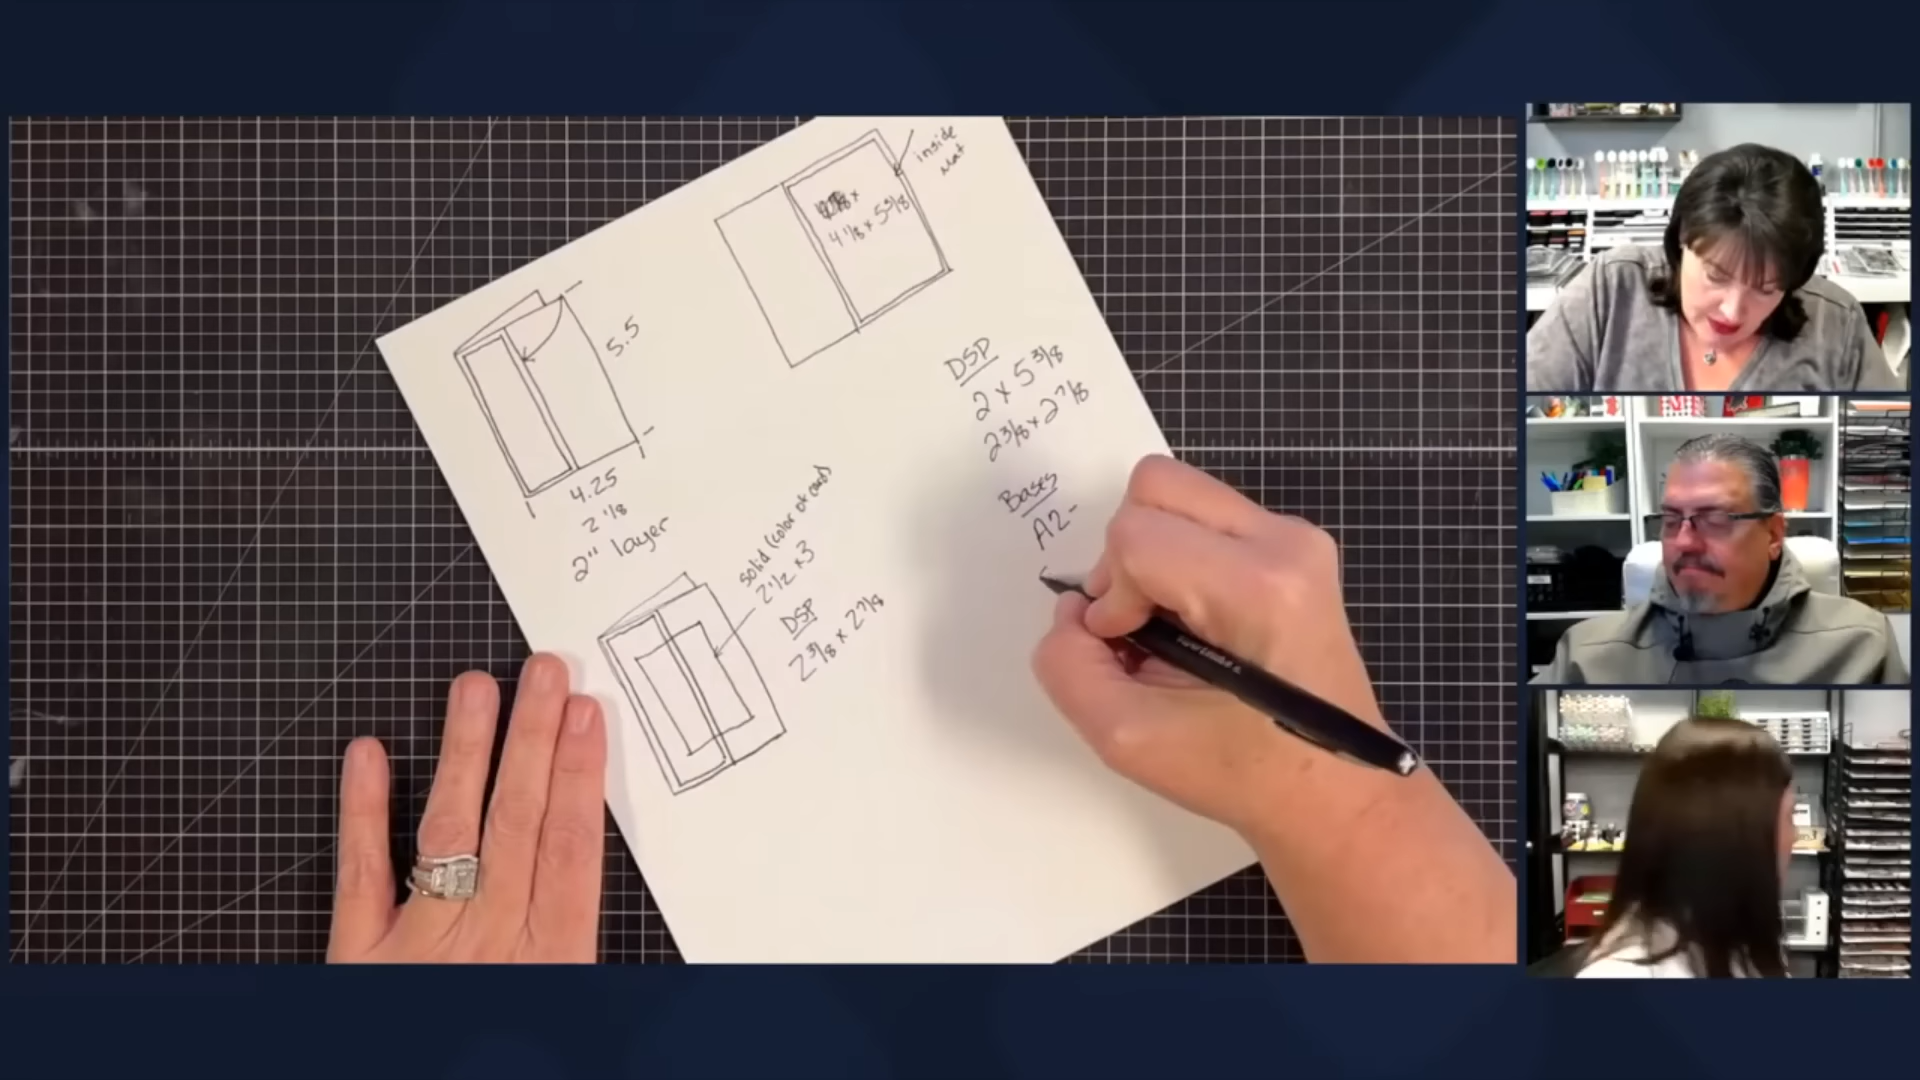 inside
mat
4 1/8 x 5 3/8
5.5
4.25
2 1/8
2" layer
solid (color of card)
2 1/2 x 3
DSP
2 3/8 x 2 7/8
DSP
2 x 5 3/8
2 3/8 x 2 7/8
Bases
A2-